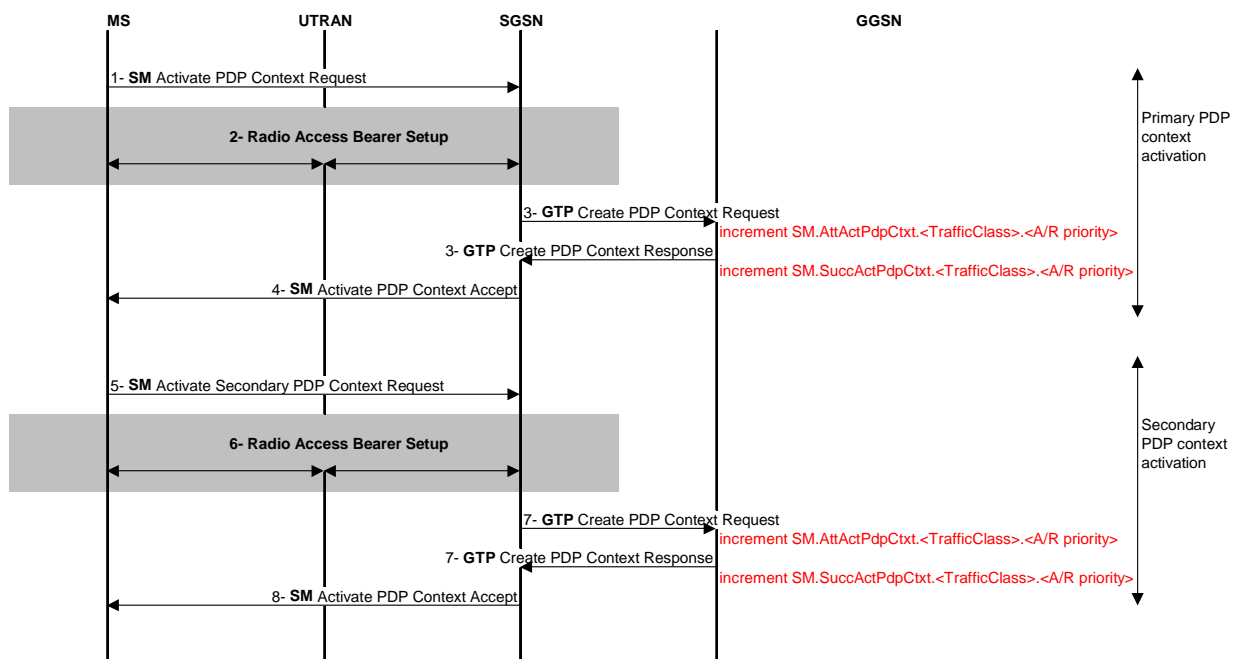 MS UTRAN SGSN GGSN
1- SM Activate PDP Context Request
Primary PDP
context
activation
2- Radio Access Bearer Setup
3- GTP Create PDP Context Request
increment SM.AttActPdpCtxt.<TrafficClass>.<A/R priority>
3- GTP Create PDP Context Response
increment SM.SuccActPdpCtxt.<TrafficClass>.<A/R priority>
4- SM Activate PDP Context Accept
5- SM Activate Secondary PDP Context Request
Secondary
PDP context
activation
6- Radio Access Bearer Setup
7- GTP Create PDP Context Request
increment SM.AttActPdpCtxt.<TrafficClass>.<A/R priority>
7- GTP Create PDP Context Response
increment SM.SuccActPdpCtxt.<TrafficClass>.<A/R priority>
8- SM Activate PDP Context Accept